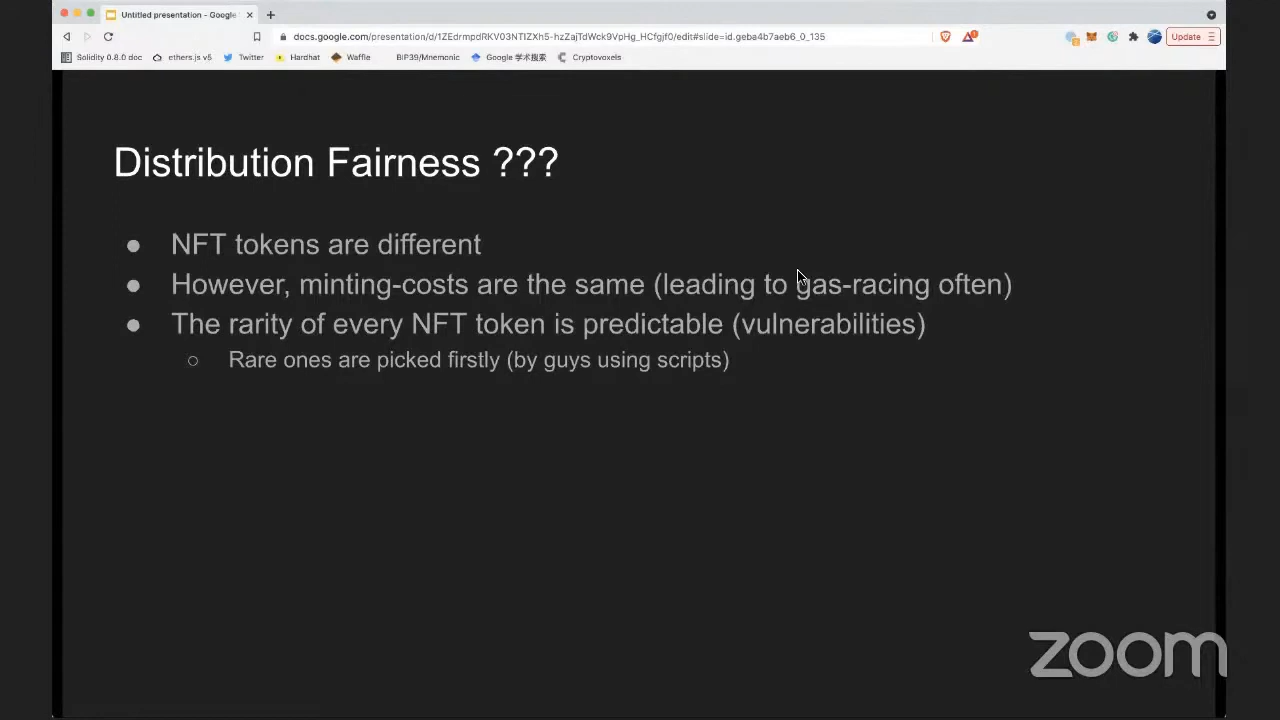 Untitled presentation - Google
docs.google.com/presentation/d/1ZEdrmpdRKV03NTlZXh5-hzZajTdWck9VpHg_HCfgjf0/edit#slide=id.geba4b7aeb6_0_135
Update
Solidity 0.8.0 doc ethers.js v5 Twitter Hardhat Waffle BIP39/Mnemonic Google 学术搜索 Cryptovoxels
Distribution Fairness ???
● NFT tokens are different
● However, minting-costs are the same (leading to gas-racing often)
● The rarity of every NFT token is predictable (vulnerabilities)
○ Rare ones are picked firstly (by guys using scripts)
zoom